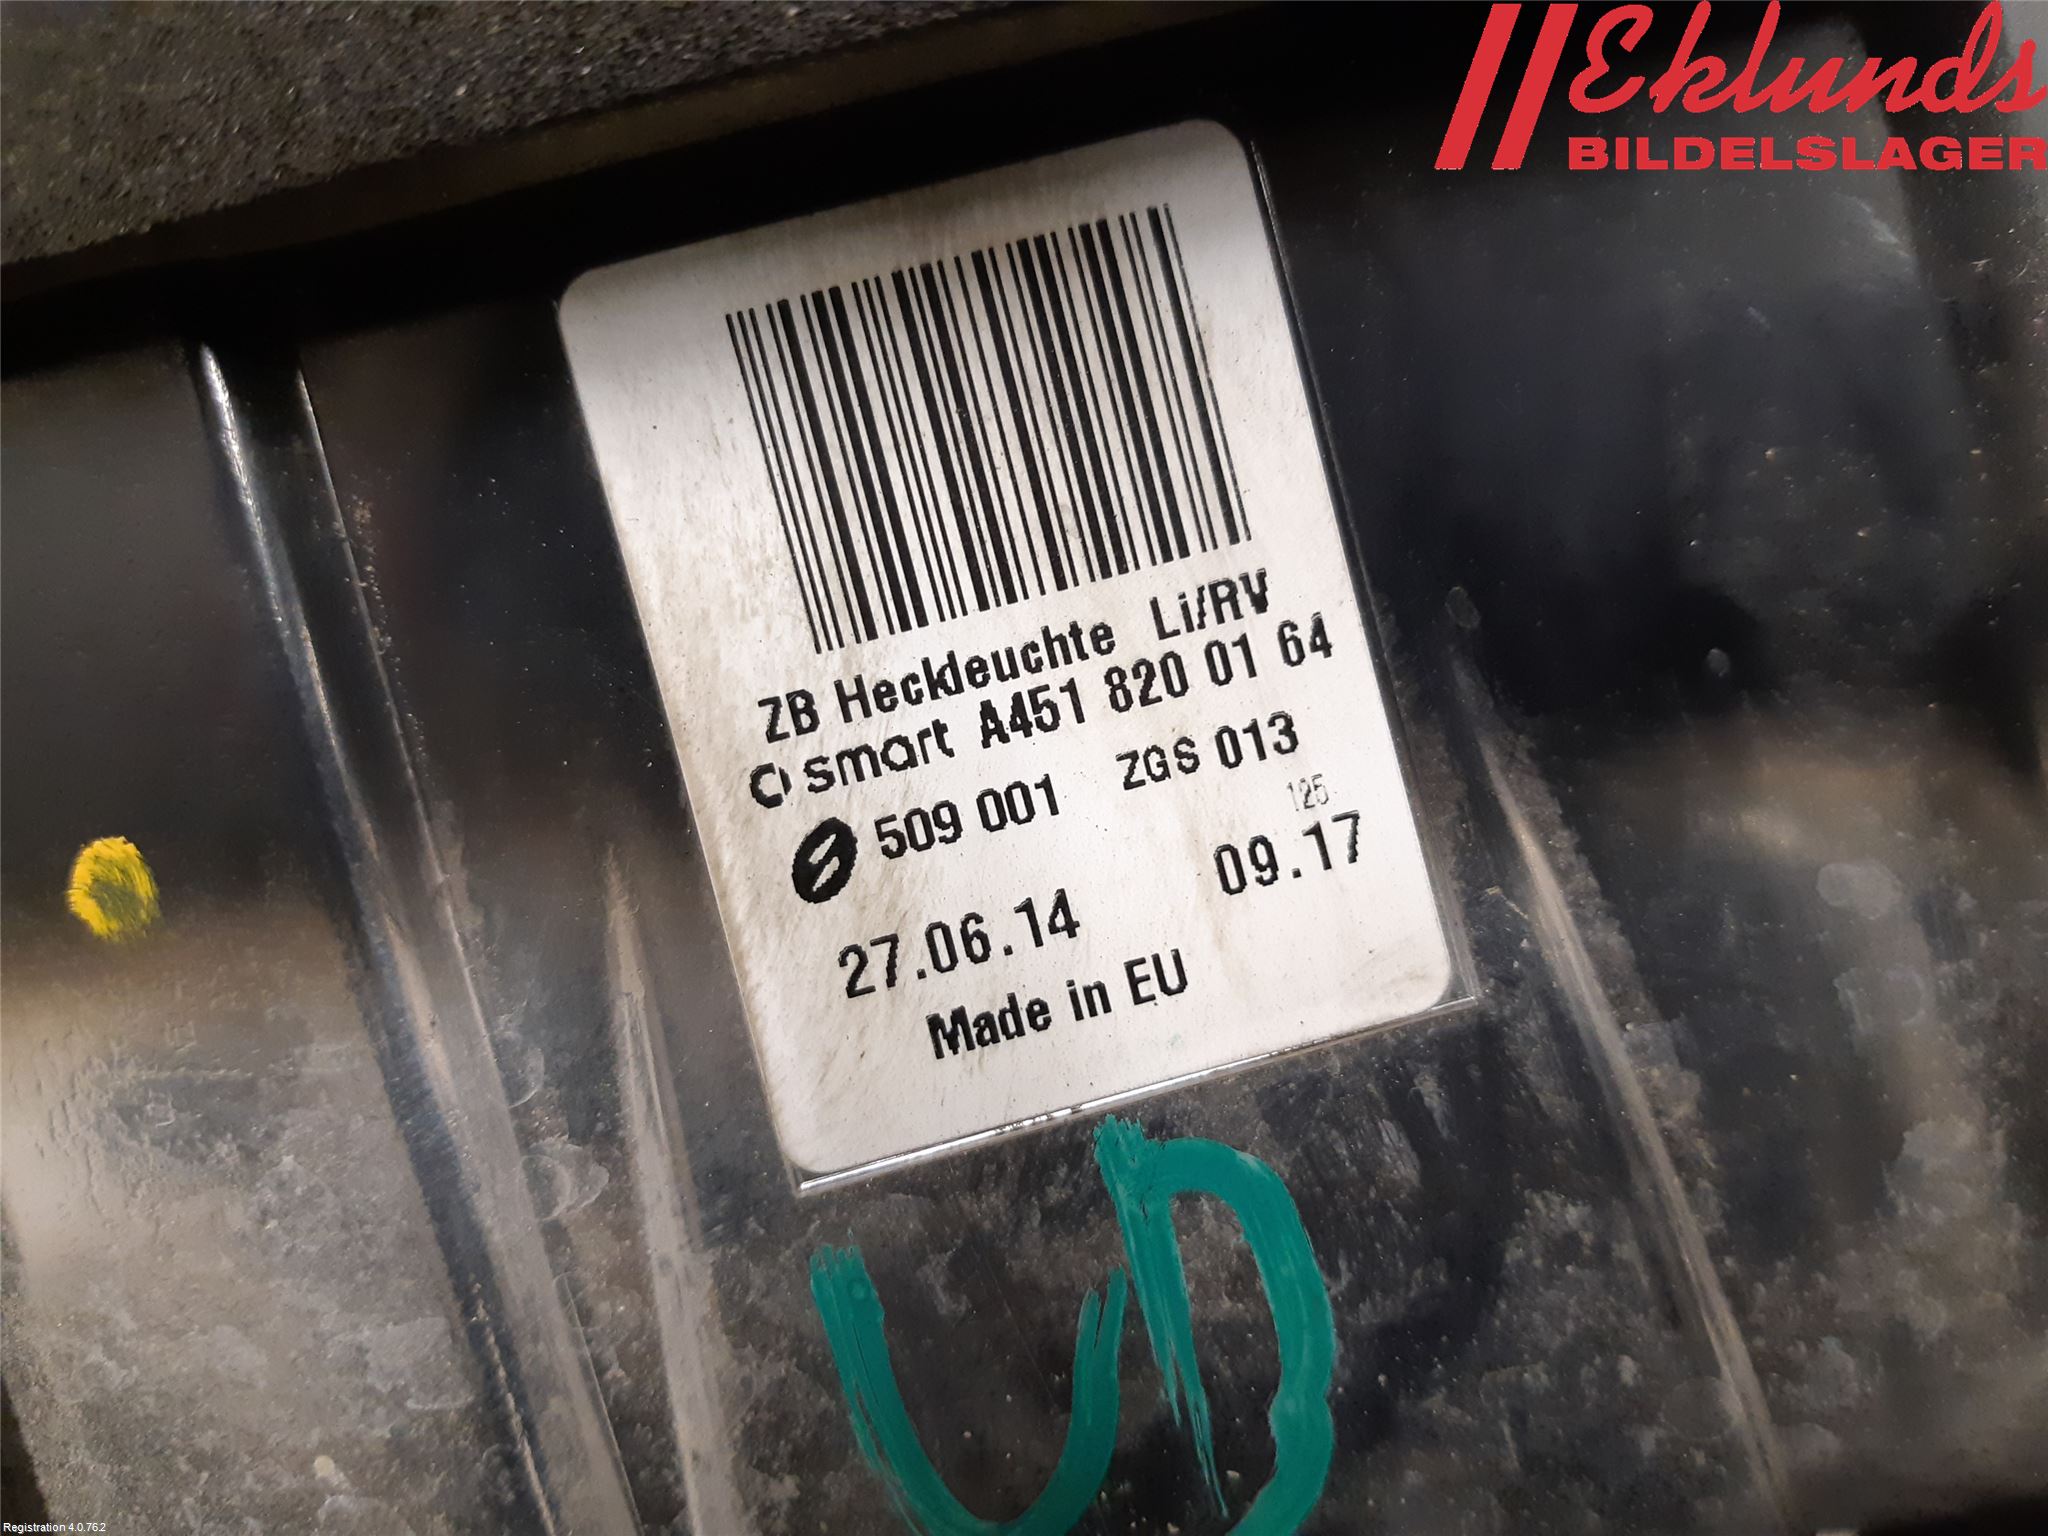 Eklunds
BILDELSLAGER
ZB Heckleuchte Li/RV
smart A451 820 01 64
509 001 ZGS 013
125
09.17
27.06.14
Made in EU
Registration 4.0.76.2